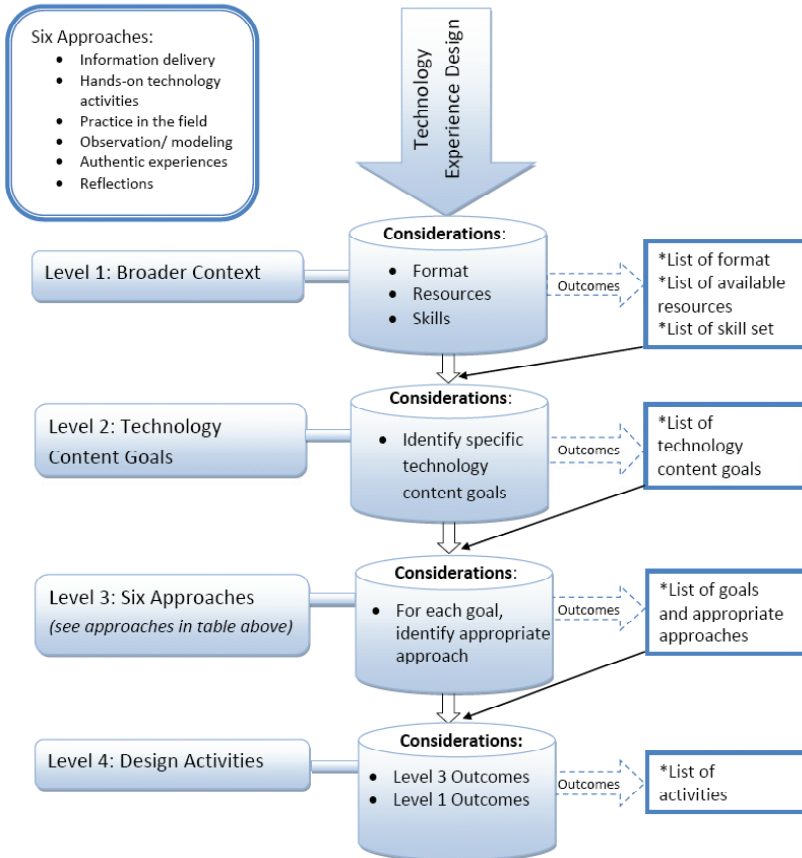 Six Approaches:
• Information delivery
• Hands-on technology
activities
• Practice in the field
• Observation/ modeling
• Authentic experiences
• Reflections
Technology
Experience Design
Level 1: Broader Context
Considerations:
• Format
• Resources
• Skills
Outcomes
*List of format
*List of available
resources
*List of skill set
Level 2: Technology
Content Goals
Considerations:
• Identify specific
technology
content goals
Outcomes
*List of
technology
content goals
Level 3: Six Approaches
(see approaches in table above)
Considerations:
• For each goal,
identify appropriate
approach
Outcomes
*List of goals
and appropriate
approaches
Level 4: Design Activities
Considerations:
• Level 3 Outcomes
• Level 1 Outcomes
Outcomes
*List of
activities